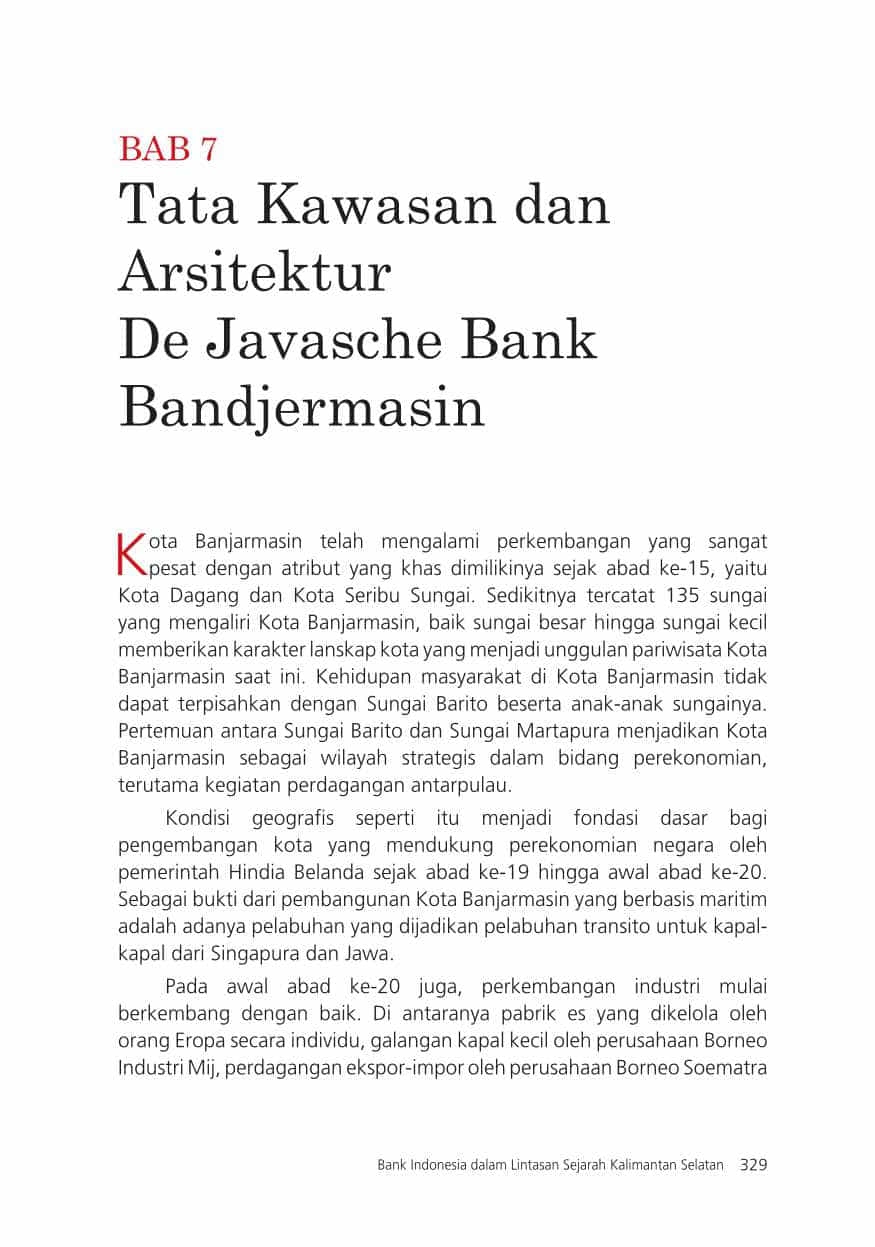 BAB 7
Tata Kawasan dan
Arsitektur
De Javasche Bank
Bandjermasin
Kota Banjarmasin telah mengalami perkembangan yang sangat
pesat dengan atribut yang khas dimilikinya sejak abad ke-15, yaitu
Kota Dagang dan Kota Seribu Sungai. Sedikitnya tercatat 135 sungai
yang mengaliri Kota Banjarmasin, baik sungai besar hingga sungai kecil
memberikan karakter lanskap kota yang menjadi unggulan pariwisata Kota
Banjarmasin saat ini. Kehidupan masyarakat di Kota Banjarmasin tidak
dapat terpisahkan dengan Sungai Barito beserta anak-anak sungainya.
Pertemuan antara Sungai Barito dan Sungai Martapura menjadikan Kota
Banjarmasin sebagai wilayah strategis dalam bidang perekonomian,
terutama kegiatan perdagangan antarpulau.
Kondisi geografis seperti itu menjadi fondasi dasar bagi
pengembangan kota yang mendukung perekonomian negara oleh
pemerintah Hindia Belanda sejak abad ke-19 hingga awal abad ke-20.
Sebagai bukti dari pembangunan Kota Banjarmasin yang berbasis maritim
adalah adanya pelabuhan yang dijadikan pelabuhan transito untuk kapal-
kapal dari Singapura dan Jawa.
Pada awal abad ke-20 juga, perkembangan industri mulai
berkembang dengan baik. Di antaranya pabrik es yang dikelola oleh
orang Eropa secara individu, galangan kapal kecil oleh perusahaan Borneo
Industri Mij, perdagangan ekspor-impor oleh perusahaan Borneo Soematra
Bank Indonesia dalam Lintasan Sejarah Kalimantan Selatan 329